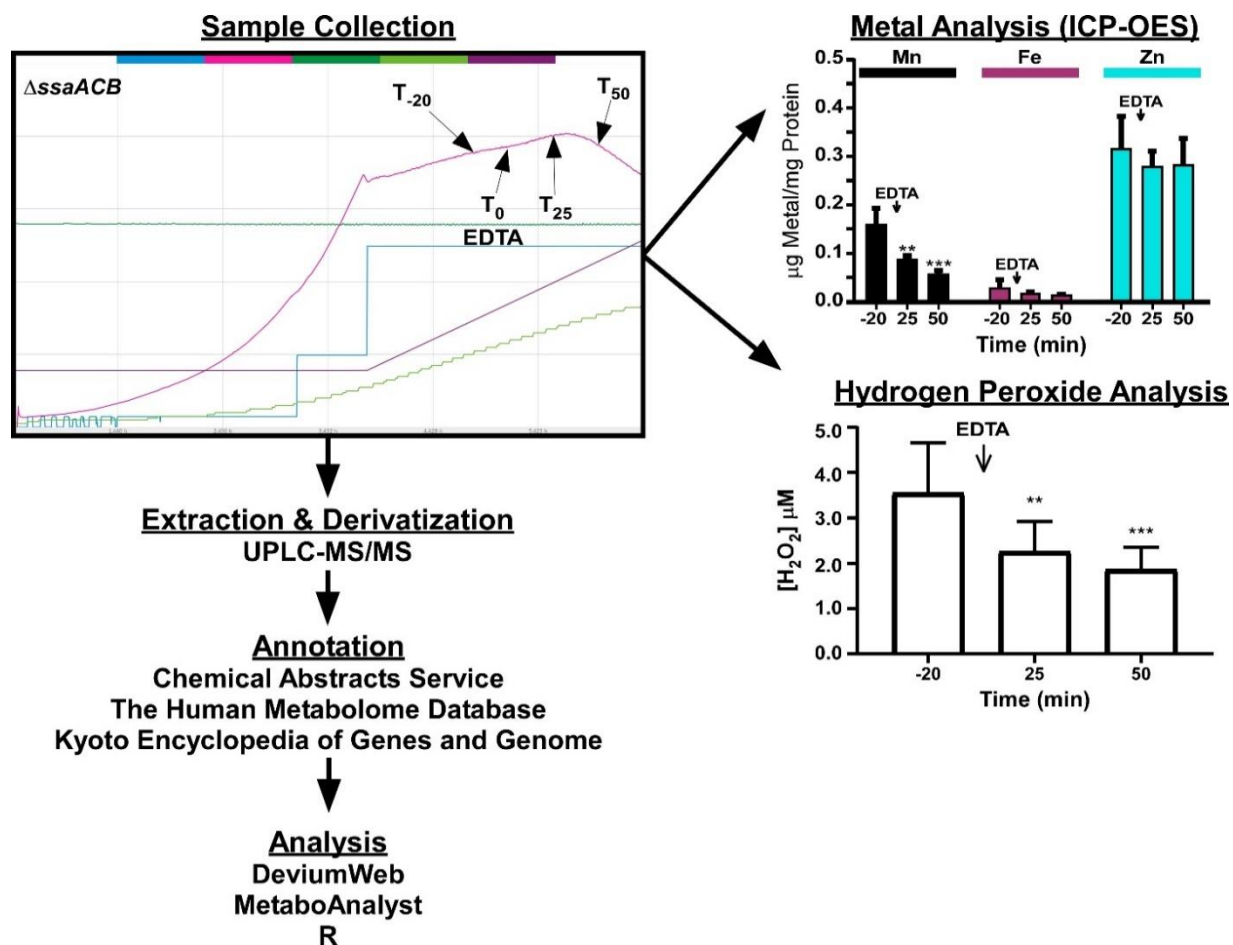 Sample Collection
ΔssaACB
T-20
T50
T0
T25
EDTA
Extraction & Derivatization
UPLC-MS/MS
Annotation
Chemical Abstracts Service
The Human Metabolome Database
Kyoto Encyclopedia of Genes and Genome
Analysis
DeviumWeb
MetaboAnalyst
R
Metal Analysis (ICP-OES)
Mn Fe Zn
0.5
0.4
0.3
0.2
0.1
0.0
µg Metal/mg Protein
EDTA
**
***
EDTA
EDTA
-20 25 50 -20 25 50 -20 25 50
Time (min)
Hydrogen Peroxide Analysis
5.0
4.0
3.0
2.0
1.0
0.0
[H2O2] µM
EDTA
**
***
-20 25 50
Time (min)